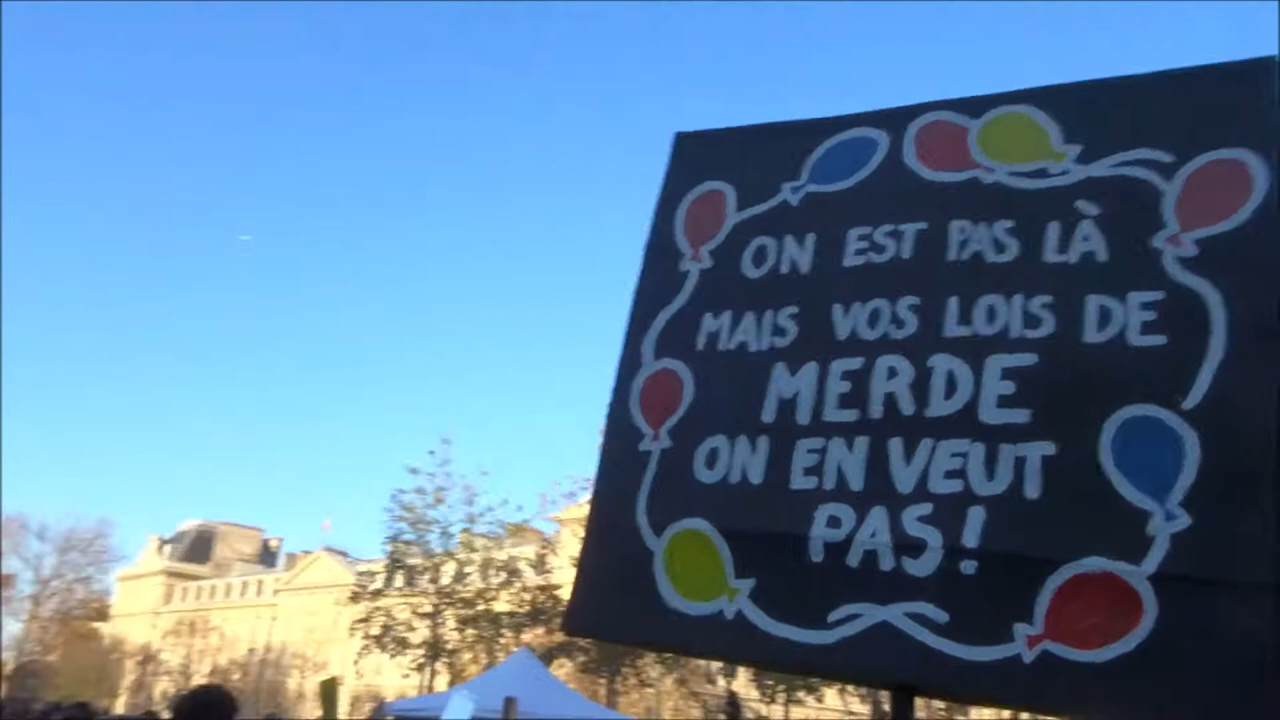 ON EST PAS LÀ
MAIS VOS LOIS DE
MERDE
ON EN VEUT
PAS!